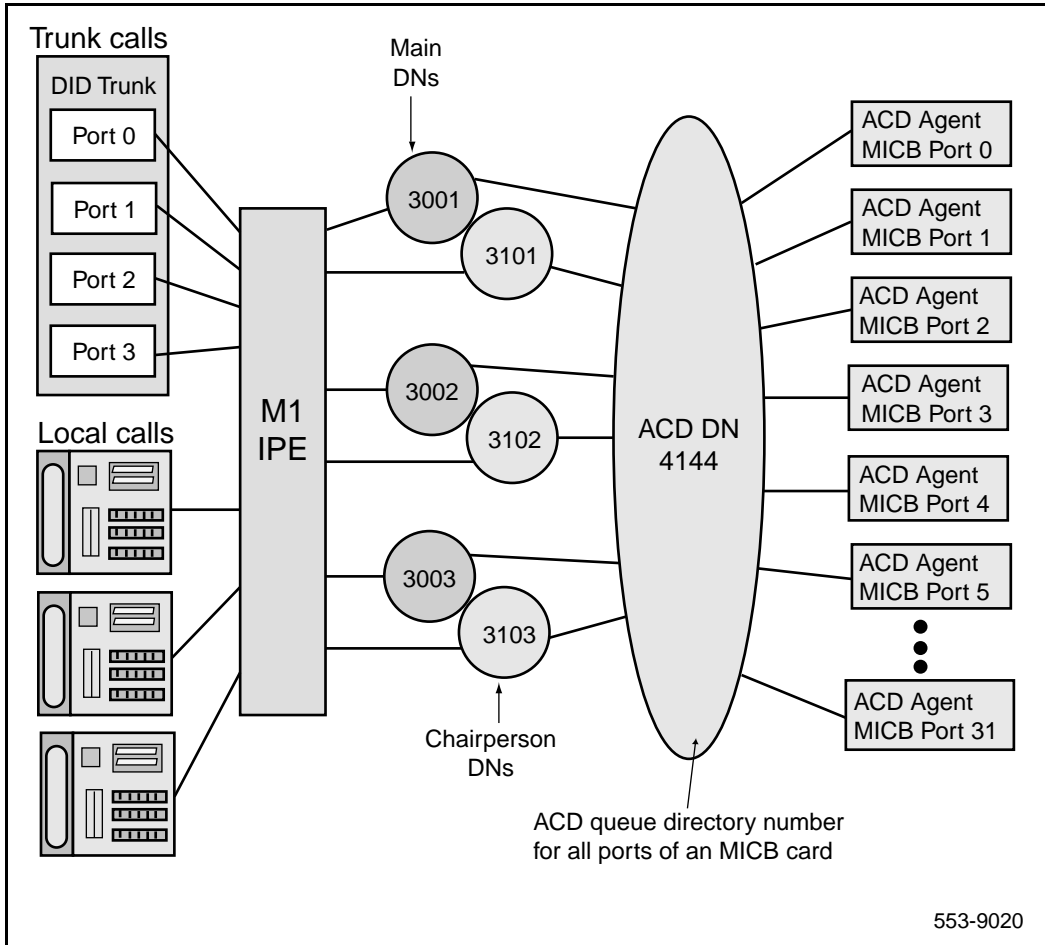 Trunk calls
DID Trunk
Port 0
Port 1
Port 2
Port 3
Local calls
M1
IPE
Main
DNs
3001
3101
3002
3102
3003
3103
Chairperson
DNs
ACD DN
4144
ACD queue directory number
for all ports of an MICB card
ACD Agent
MICB Port 0
ACD Agent
MICB Port 1
ACD Agent
MICB Port 2
ACD Agent
MICB Port 3
ACD Agent
MICB Port 4
ACD Agent
MICB Port 5
ACD Agent
MICB Port 31
553-9020